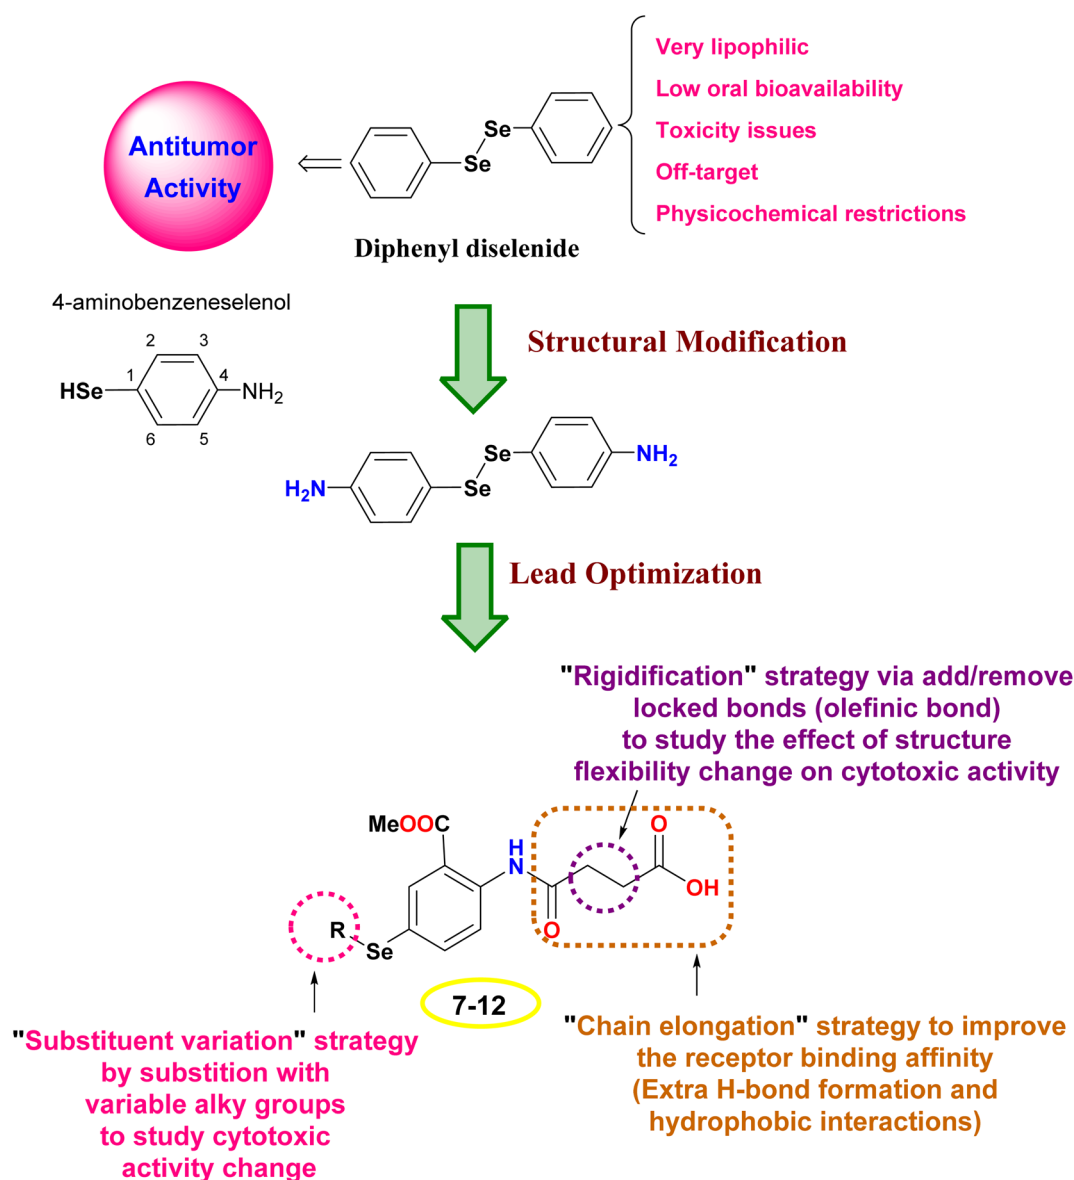 Very lipophilic
Low oral bioavailability
Toxicity issues
Off-target
Physicochemical restrictions
Antitumor
Activity
Se
Se
Diphenyl diselenide
4-aminobenzeneselenol
2
3
HSe
1
4
NH2
6
5
Structural Modification
Se
NH2
H2N
Se
Lead Optimization
"Rigidification" strategy via add/remove
locked bonds (olefinic bond)
to study the effect of structure
flexibility change on cytotoxic activity
MeOOC
H
N
O
OH
O
R
Se
7-12
"Substituent variation" strategy
by substition with
variable alky groups
to study cytotoxic
activity change
"Chain elongation" strategy to improve
the receptor binding affinity
(Extra H-bond formation and
hydrophobic interactions)